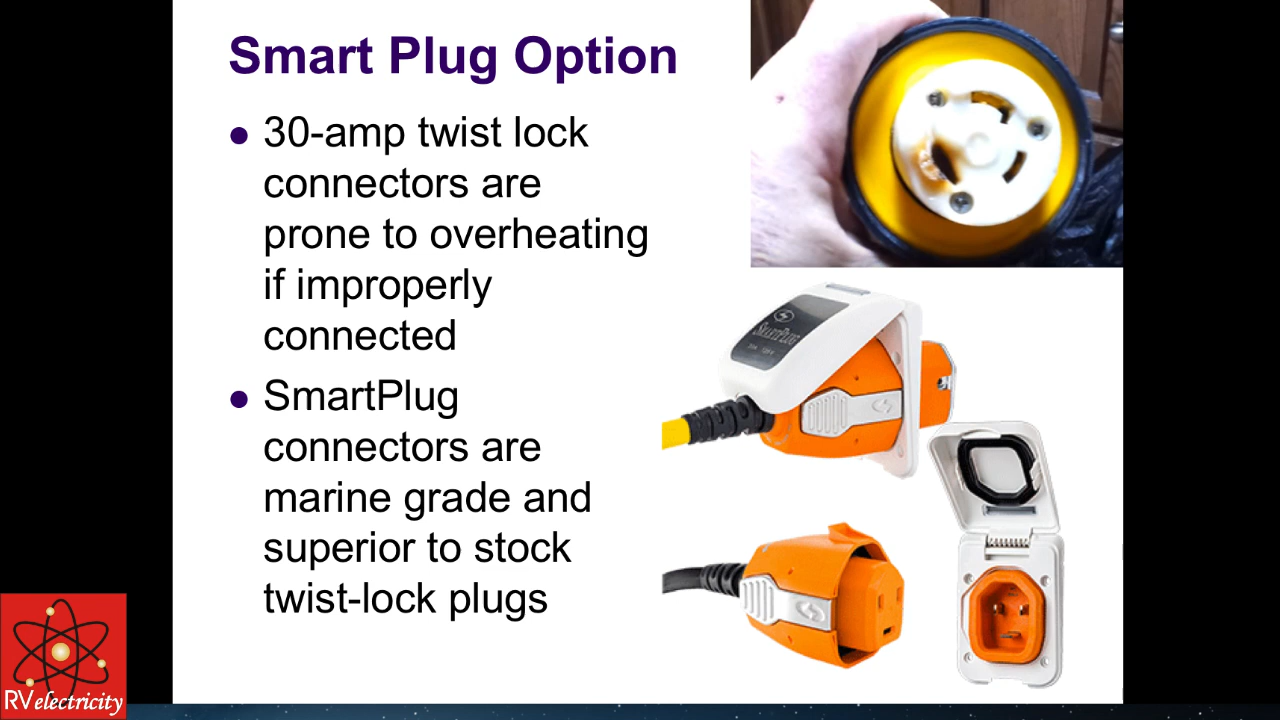 Smart Plug Option
30-amp twist lock
connectors are
prone to overheating
if improperly
connected
SmartPlug
connectors are
marine grade and
superior to stock
twist-lock plugs
SMARTPLUG
RVelectricity